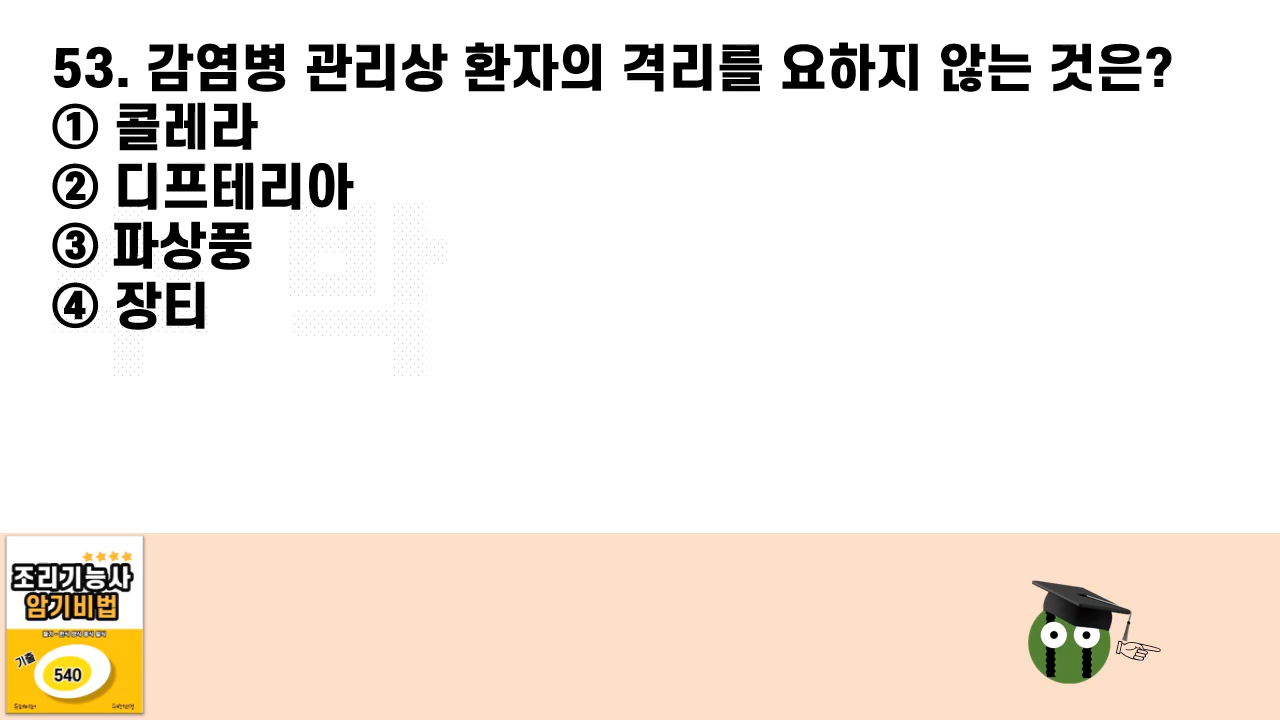 53. 감염병 관리상 환자의 격리를 요하지 않는 것은?
① 콜레라
② 디프테리아
③ 파상풍
④ 장티
조리기능사
암기비법
기출
540